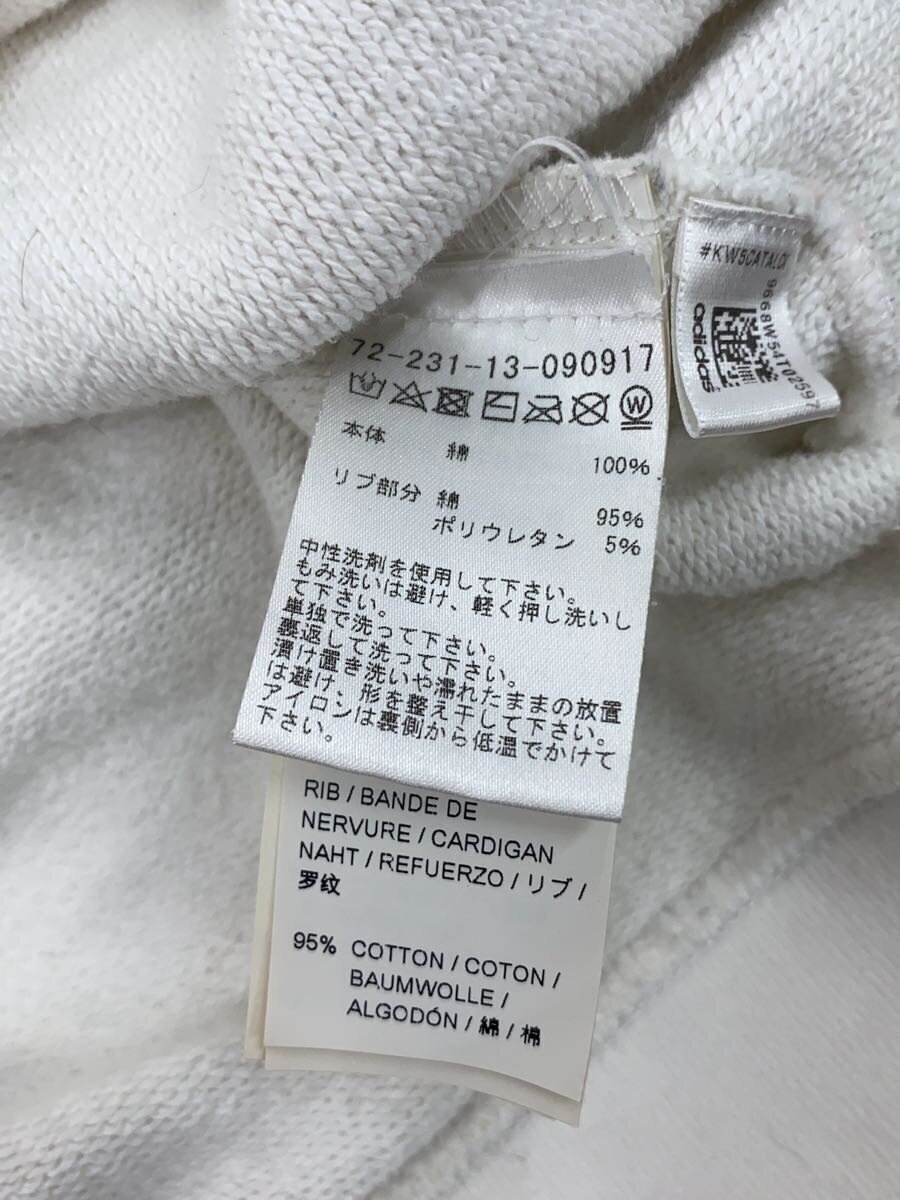 72-231-13-090917
W
本体 綿 100%
リブ部分 綿 95%
ポリウレタン 5%
中性洗剤を使用して下さい。
もみ洗いは避け、軽く押し洗いし
て下さい。
単独で洗って下さい。
裏返して洗って下さい。
漬け置き洗いや濡れたままの放置
は避け、形を整え干して下さい。
アイロンは裏側から低温でかけて
下さい。
RIB / BANDE DE
NERVURE / CARDIGAN
NAHT / REFUERZO / リブ /
罗纹
95% COTTON / COTON /
BAUMWOLLE /
ALGODÓN / 綿 / 棉
adidas
9668W54T02597